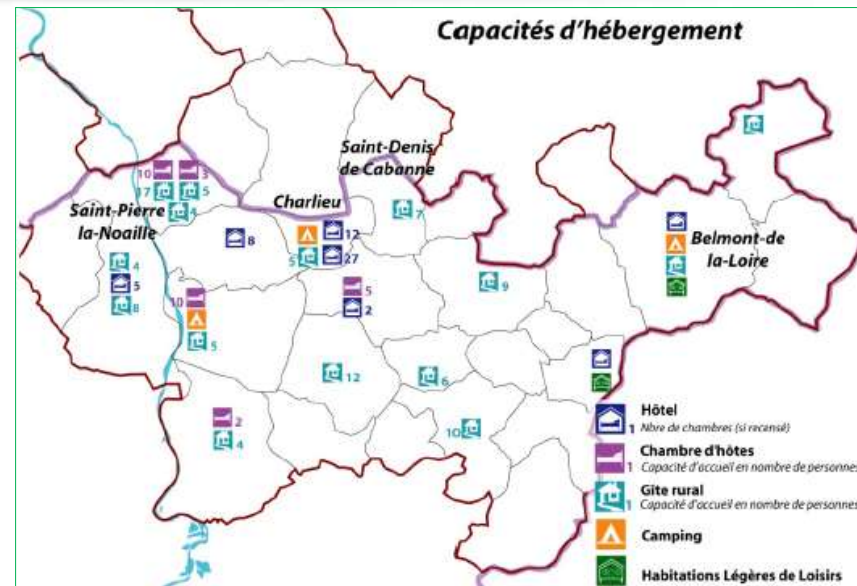 Capacités d'hébergement
Saint-Denis
de Cabanne
10 3
17 5
4
Saint-Pierre
la-Noaille
Charlieu
7
8
12
5 27
Belmont-de
la-Loire
4
5
8
10
5
5
2
9
12
6
2
4
10
Hôtel
1 Nbre de chambres (si recensé)
Chambre d'hôtes
1 Capacité d'accueil en nombre de personnes
Gîte rural
1 Capacité d'accueil en nombre de personnes
Camping
Habitations Légères de Loisirs